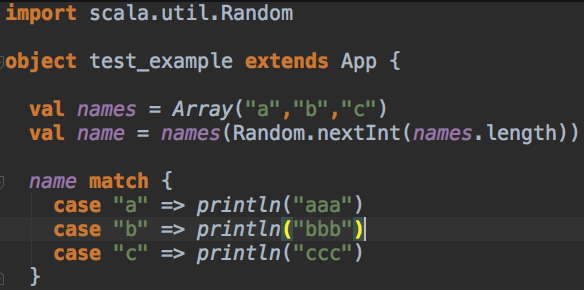 import scala.util.Random
object test_example extends App {
val names = Array("a","b","c")
val name = names(Random.nextInt(names.length))
name match {
case "a" => println("aaa")
case "b" => println("bbb")
case "c" => println("ccc")
}